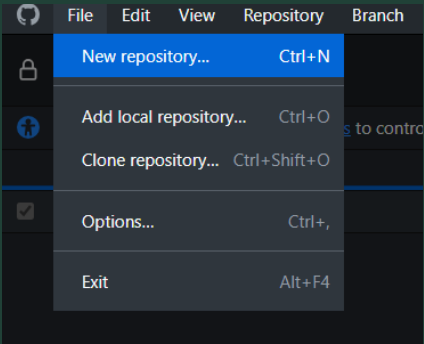 File Edit View Repository Branch
New repository... Ctrl+N
Add local repository... Ctrl+O
s to contro
Clone repository... Ctrl+Shift+O
Options... Ctrl+,
Exit Alt+F4